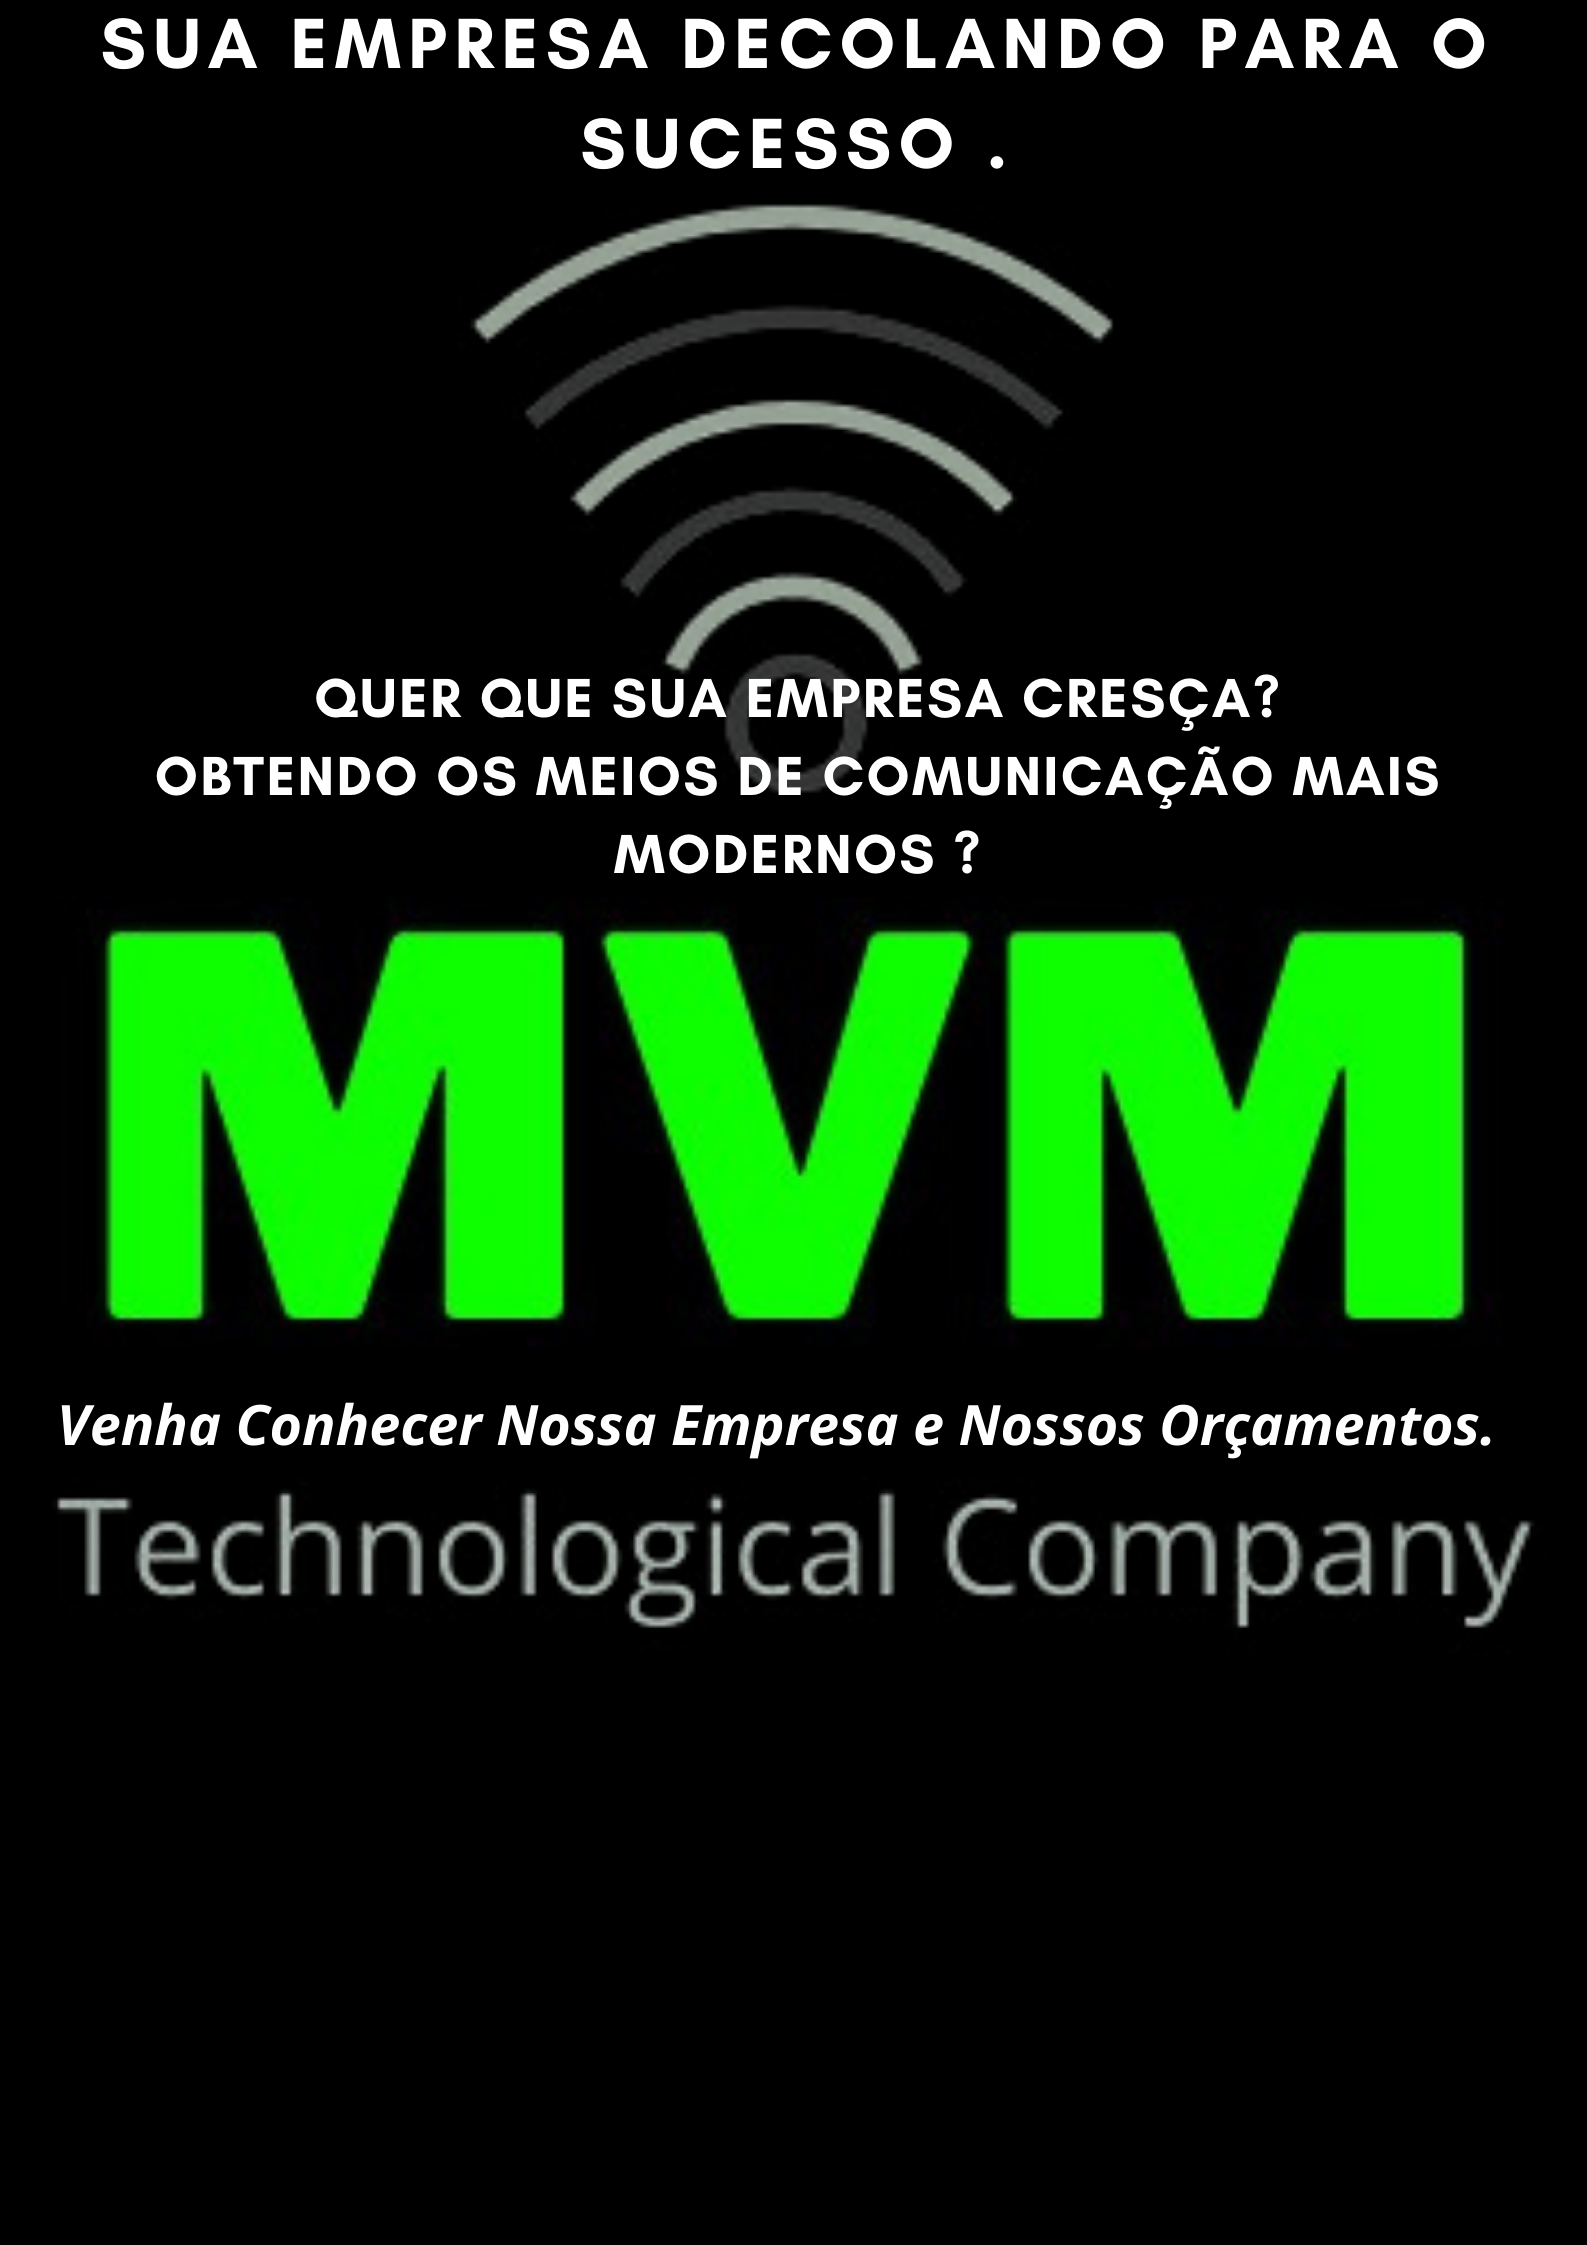 SUA EMPRESA DECOLANDO PARA O
SUCESSO .
QUER QUE SUA EMPRESA CRESÇA?
OBTENDO OS MEIOS DE COMUNICAÇÃO MAIS
MODERNOS ?
MVM
Venha Conhecer Nossa Empresa e Nossos Orçamentos.
Technological Company